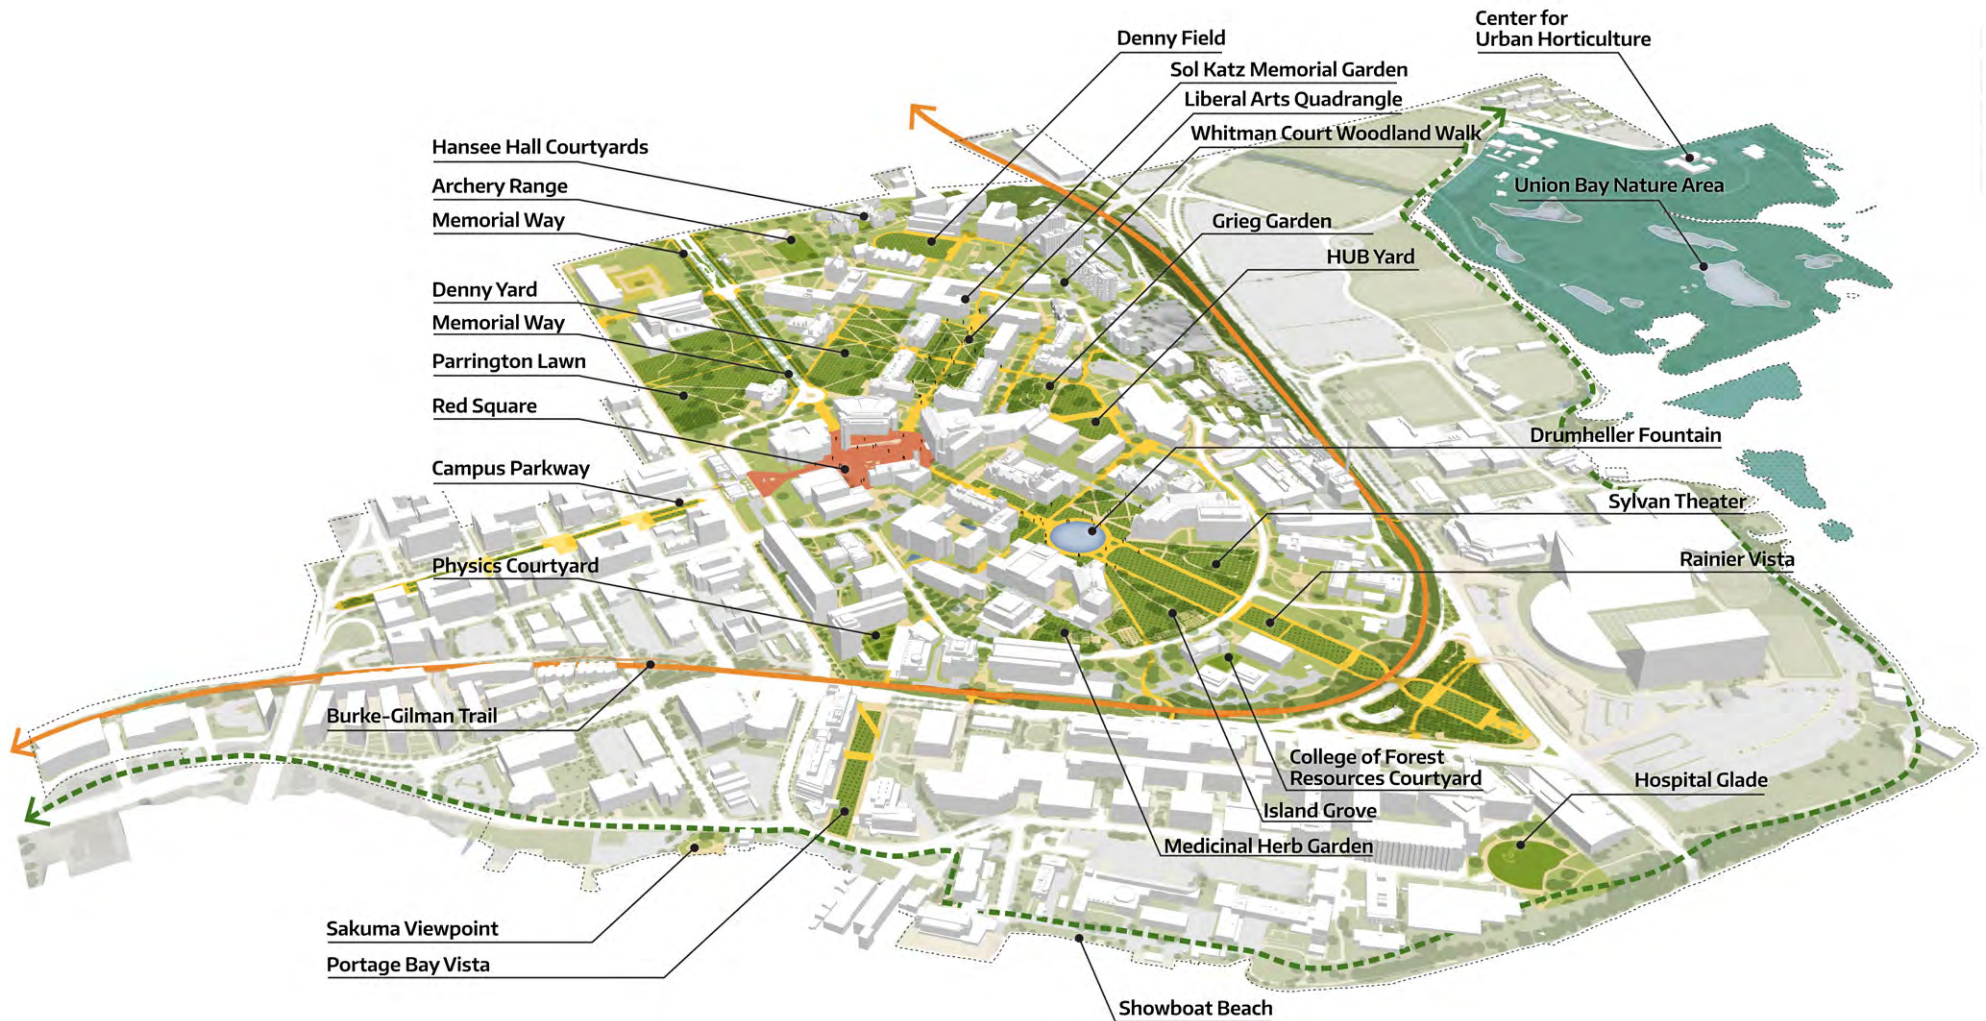 Center for
Urban Horticulture
Denny Field
Sol Katz Memorial Garden
Liberal Arts Quadrangle
Whitman Court Woodland Walk
Hansee Hall Courtyards
Archery Range
Union Bay Nature Area
Memorial Way
Grieg Garden
HUB Yard
Denny Yard
Memorial Way
Parrington Lawn
Red Square
Drumheller Fountain
Campus Parkway
Sylvan Theater
Rainier Vista
Physics Courtyard
Burke-Gilman Trail
College of Forest
Resources Courtyard
Hospital Glade
Island Grove
Medicinal Herb Garden
Sakuma Viewpoint
Portage Bay Vista
Showboat Beach